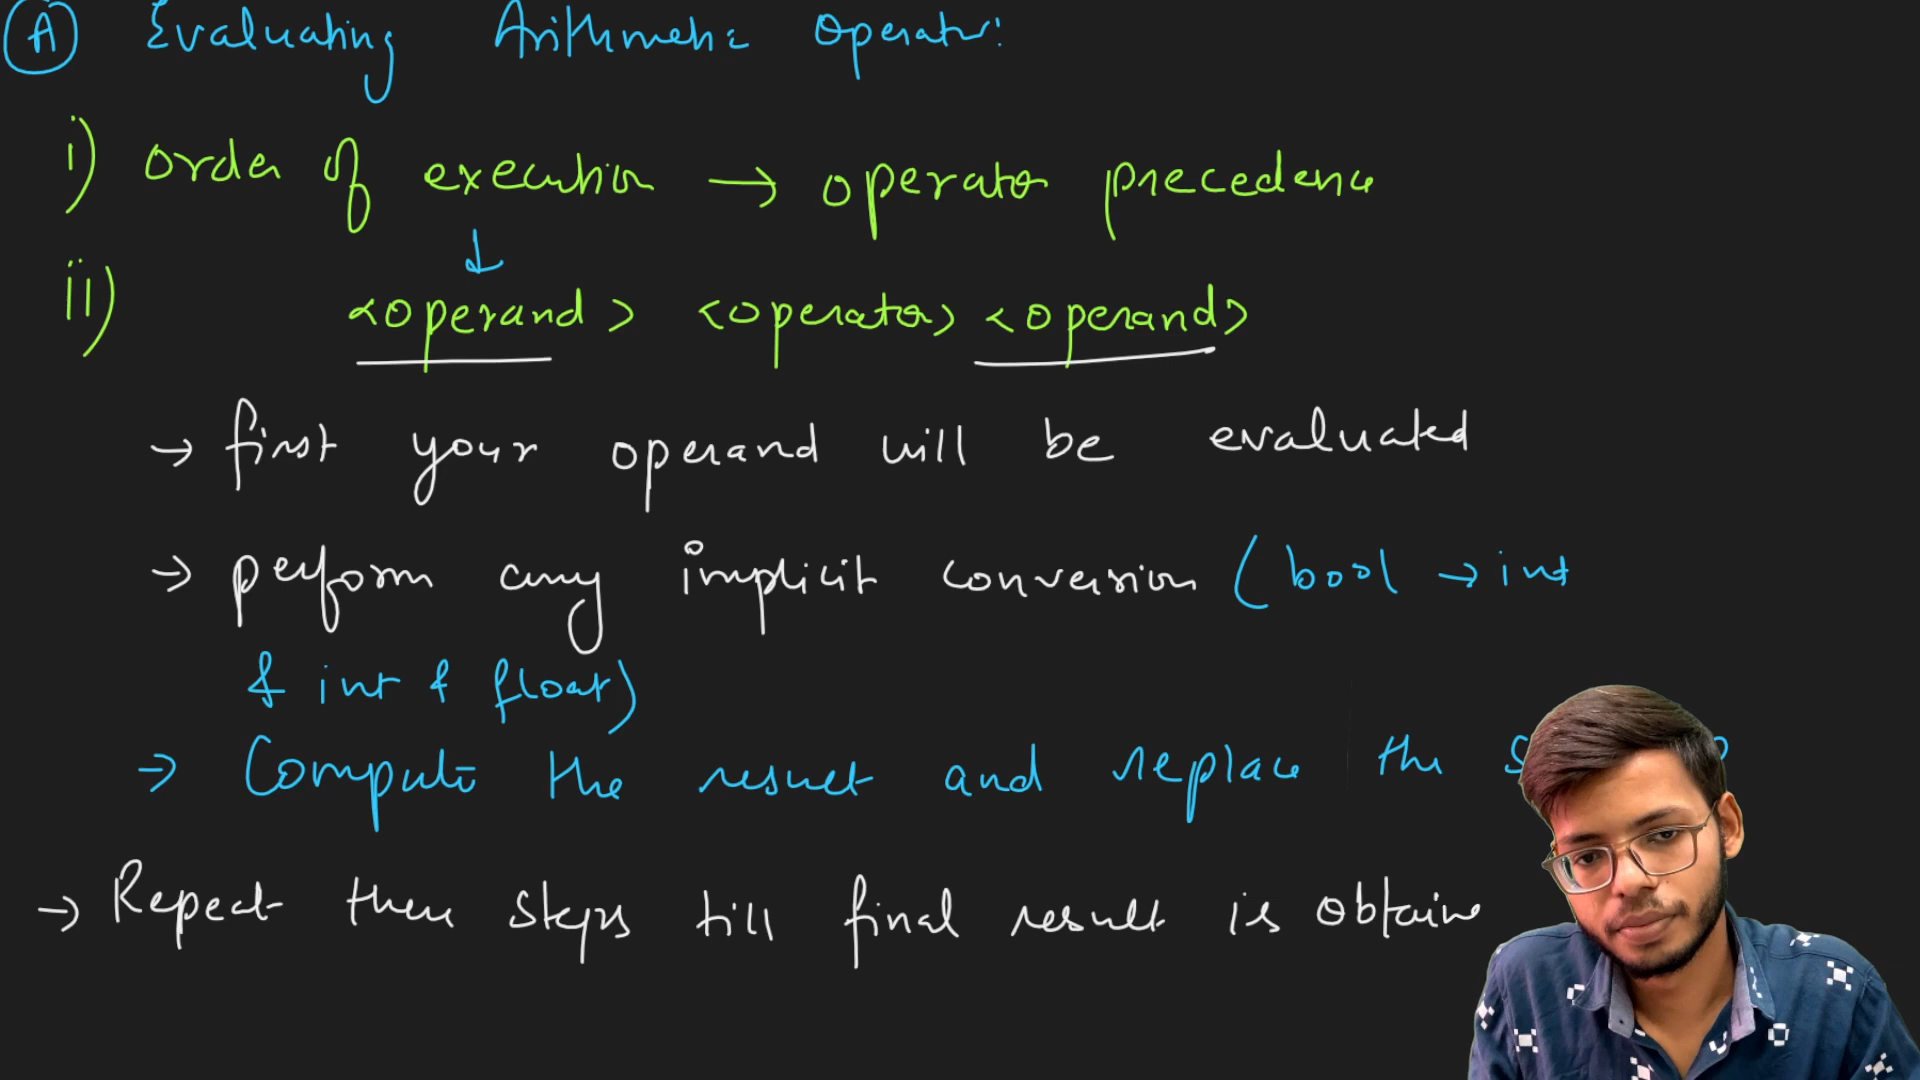 A Evaluating Arithmetic Operator:
i) order of execution → operator precedence
↓
ii) <operand> <operator> <operand>
→ first your operand will be evaluated
→ perform any implicit conversion (bool → int
& int & float)
→ Compute the result and replace the
→ Repeat these steps till final result is obtaine